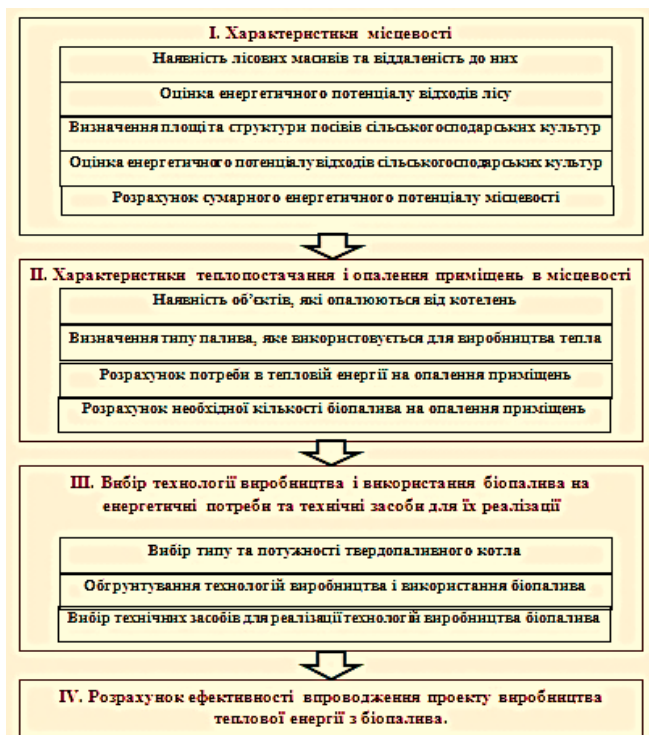 I. Характеристики місцевості
Наявність лісових масивів та віддаленість до них
Оцінка енергетичного потенціалу відходів лісу
Визначення площі та структури посівів сільськогосподарських культур
Оцінка енергетичного потенціалу відходів сільськогосподарських культур
Розрахунок сумарного енергетичного потенціалу місцевості
II. Характеристики теплопостачання і опалення приміщень в місцевості
Наявність об’єктів, які опалюються від котелень
Визначення типу палива, яке використовується для виробництва тепла
Розрахунок потреби в тепловій енергії на опалення приміщень
Розрахунок необхідної кількості біопалива на опалення приміщень
III. Вибір технології виробництва і використання біопалива на
енергетичні потреби та технічні засоби для їх реалізації
Вибір типу та потужності твердопаливного котла
Обгрунтування технологій виробництва і використання біопалива
Вибір технічних засобів для реалізації технологій виробництва біопалива
IV. Розрахунок ефективності впроводження проекту виробництва
теплової енергії з біопалива.